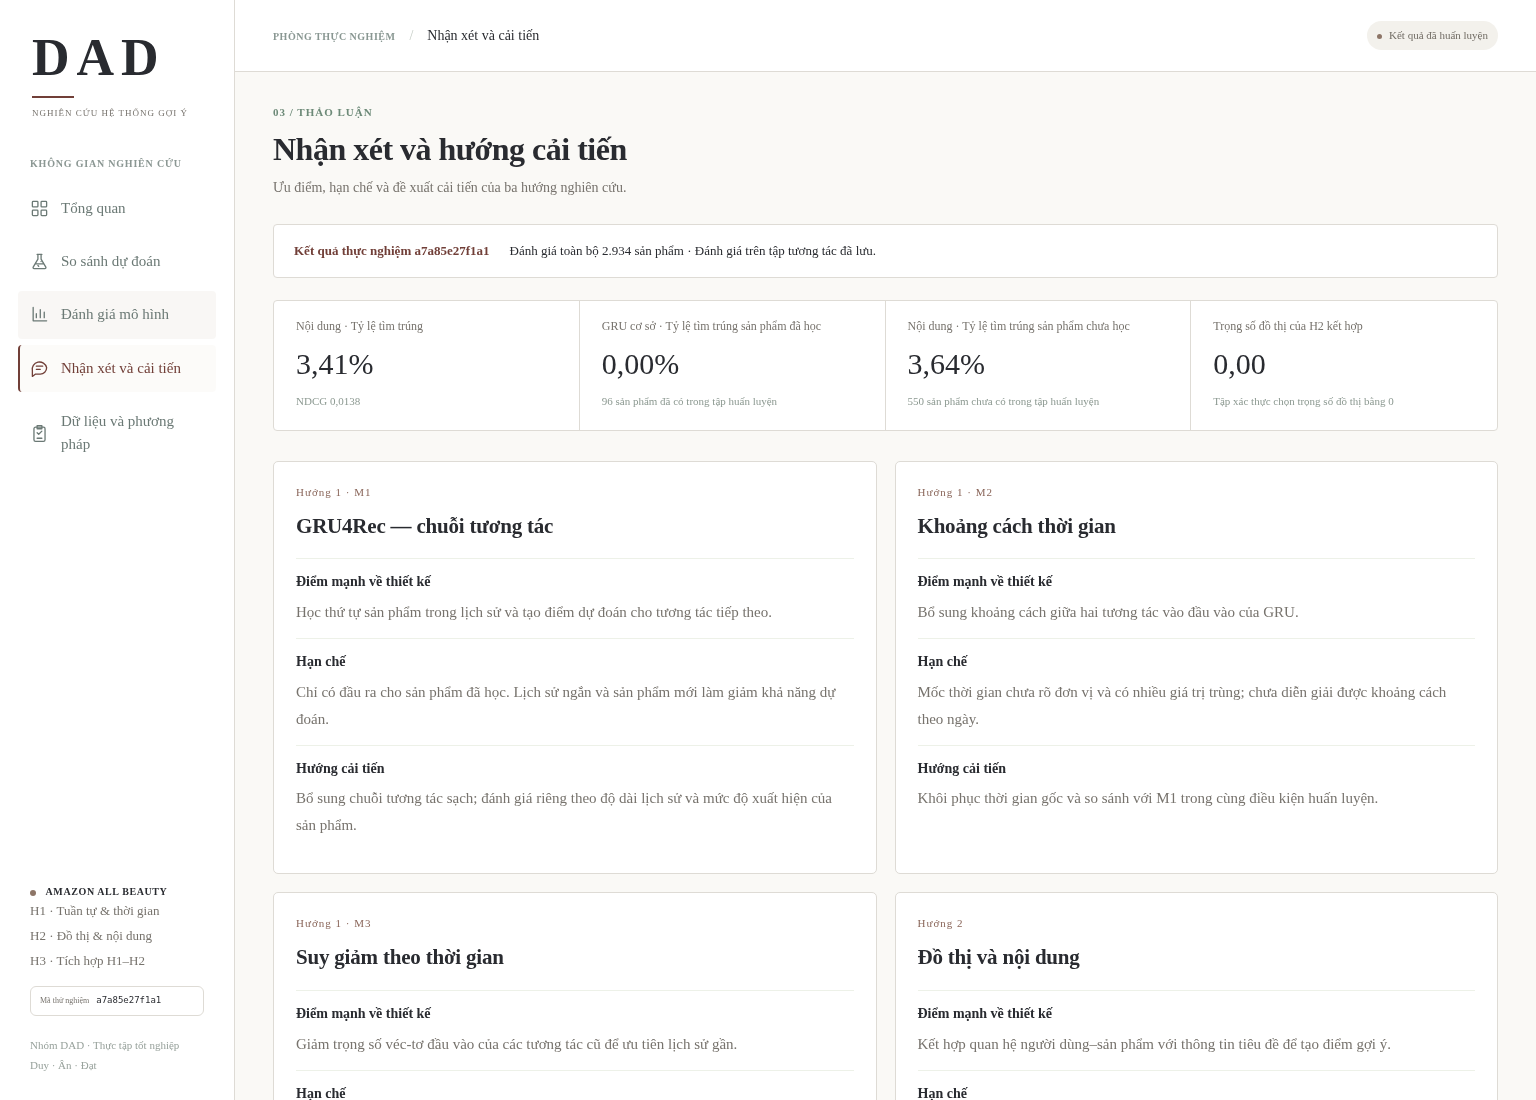 DAD
NGHIÊN CỨU HỆ THỐNG GỢI Ý
KHÔNG GIAN NGHIÊN CỨU
Tổng quan
So sánh dự đoán
Đánh giá mô hình
Nhận xét và cải tiến
Dữ liệu và phương
pháp
AMAZON ALL BEAUTY
H1 · Tuần tự & thời gian
H2 · Đồ thị & nội dung
H3 · Tích hợp H1–H2
Mã thử nghiệm a7a85e27f1a1
Nhóm DAD · Thực tập tốt nghiệp
Duy · Ân · Đạt
PHÒNG THỰC NGHIỆM / Nhận xét và cải tiến
Kết quả đã huấn luyện
03 / THẢO LUẬN
Nhận xét và hướng cải tiến
Ưu điểm, hạn chế và đề xuất cải tiến của ba hướng nghiên cứu.
Kết quả thực nghiệm a7a85e27f1a1 Đánh giá toàn bộ 2.934 sản phẩm · Đánh giá trên tập tương tác đã lưu.
Nội dung · Tỷ lệ tìm trúng
3,41%
NDCG 0,0138
GRU cơ sở · Tỷ lệ tìm trúng sản phẩm đã học
0,00%
96 sản phẩm đã có trong tập huấn luyện
Nội dung · Tỷ lệ tìm trúng sản phẩm chưa học
3,64%
550 sản phẩm chưa có trong tập huấn luyện
Trọng số đồ thị của H2 kết hợp
0,00
Tập xác thực chọn trọng số đồ thị bằng 0
Hướng 1 · M1
GRU4Rec — chuỗi tương tác
Điểm mạnh về thiết kế
Học thứ tự sản phẩm trong lịch sử và tạo điểm dự đoán cho tương tác tiếp theo.
Hạn chế
Chỉ có đầu ra cho sản phẩm đã học. Lịch sử ngắn và sản phẩm mới làm giảm khả năng dự
đoán.
Hướng cải tiến
Bổ sung chuỗi tương tác sạch; đánh giá riêng theo độ dài lịch sử và mức độ xuất hiện của
sản phẩm.
Hướng 1 · M2
Khoảng cách thời gian
Điểm mạnh về thiết kế
Bổ sung khoảng cách giữa hai tương tác vào đầu vào của GRU.
Hạn chế
Mốc thời gian chưa rõ đơn vị và có nhiều giá trị trùng; chưa diễn giải được khoảng cách
theo ngày.
Hướng cải tiến
Khôi phục thời gian gốc và so sánh với M1 trong cùng điều kiện huấn luyện.
Hướng 1 · M3
Suy giảm theo thời gian
Điểm mạnh về thiết kế
Giảm trọng số véc-tơ đầu vào của các tương tác cũ để ưu tiên lịch sử gần.
Hạn chế
Hướng 2
Đồ thị và nội dung
Điểm mạnh về thiết kế
Kết hợp quan hệ người dùng–sản phẩm với thông tin tiêu đề để tạo điểm gợi ý.
Hạn chế